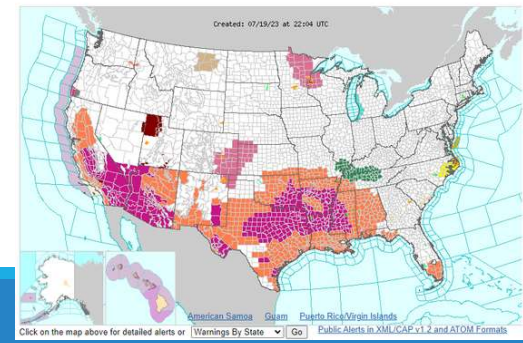 Created: 07/19/23 at 22:04 UTC
American Samoa Guam Puerto Rico/Virgin Islands
Click on the map above for detailed alerts or Warnings By State Go Public Alerts in XML/CAP v1.2 and ATOM Formats